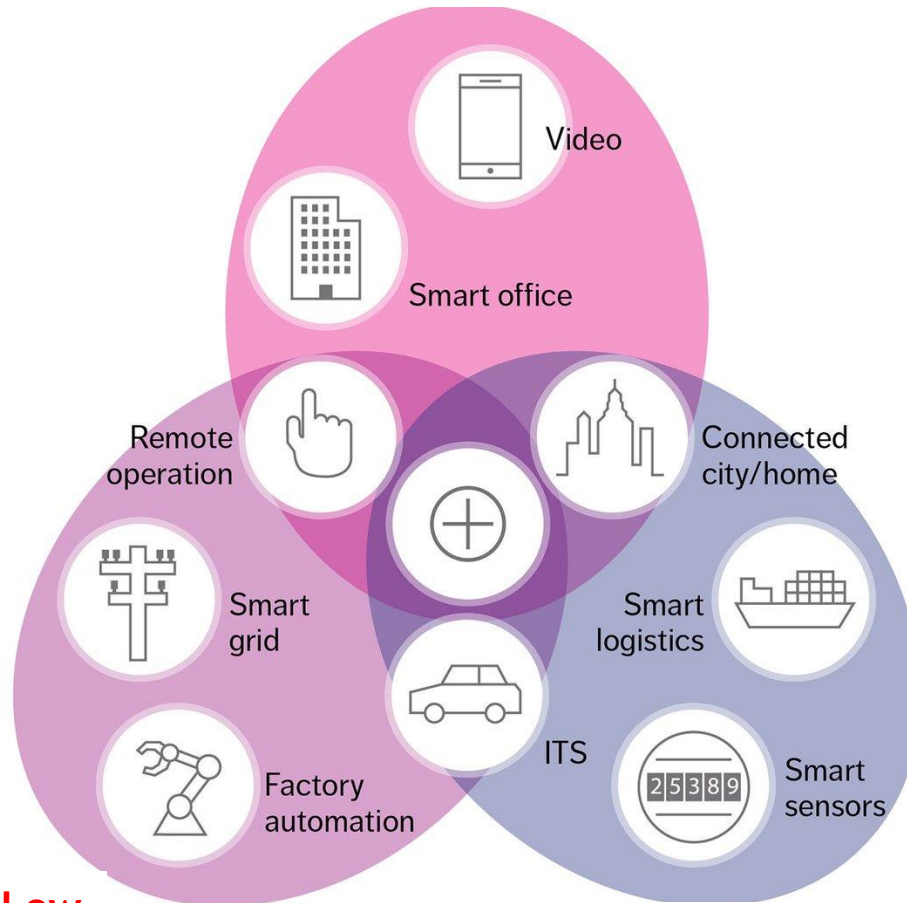 Video
Smart office
Remote
operation
Connected
city/home
Smart
grid
Smart
logistics
ITS
25389
Smart
sensors
Factory
automation